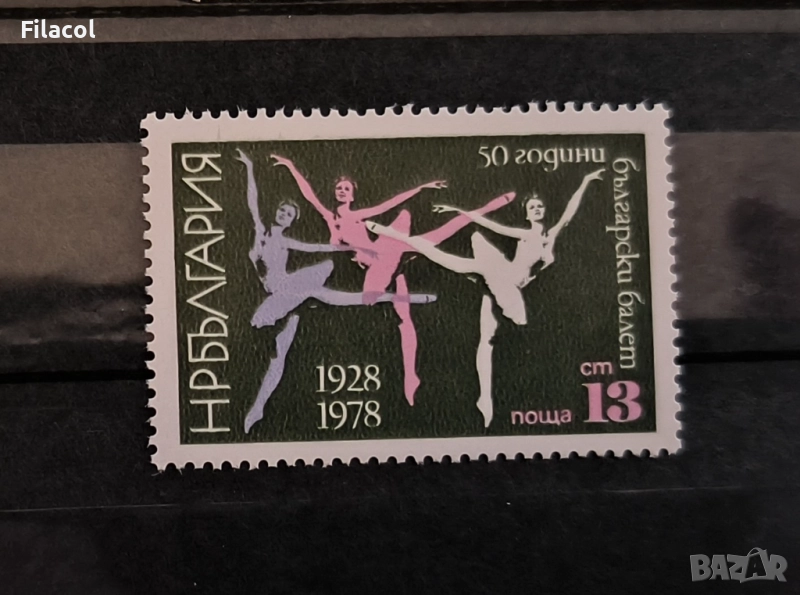 Filacol
50 години
български балет
НРБЪЛГАРИЯ
1928
1978
ст
поща 13
BAZAR